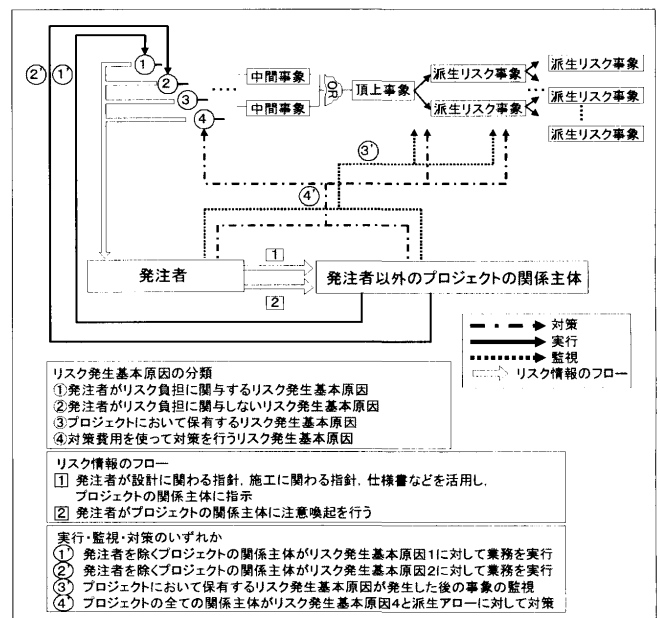 ①
②
③
④
②'
①'
中間事象
中間事象
OR
頂上事象
派生リスク事象
派生リスク事象
派生リスク事象
派生リスク事象
派生リスク事象
③'
④'
発注者
1
2
発注者以外のプロジェクトの関係主体
対策
実行
監視
リスク情報のフロー
リスク発生基本原因の分類
①発注者がリスク負担に関与するリスク発生基本原因
②発注者がリスク負担に関与しないリスク発生基本原因
③プロジェクトにおいて保有するリスク発生基本原因
④対策費用を使って対策を行うリスク発生基本原因
リスク情報のフロー
1 発注者が設計に関わる指針, 施工に関わる指針, 仕様書などを活用し,
プロジェクトの関係主体に指示
2 発注者がプロジェクトの関係主体に注意喚起を行う
実行・監視・対策のいずれか
①' 発注者を除くプロジェクトの関係主体がリスク発生基本原因1に対して業務を実行
②' 発注者を除くプロジェクトの関係主体がリスク発生基本原因2に対して業務を実行
③' プロジェクトにおいて保有するリスク発生基本原因が発生した後の事象の監視
④' プロジェクトの全ての関係主体がリスク発生基本原因4と派生アローに対して対策